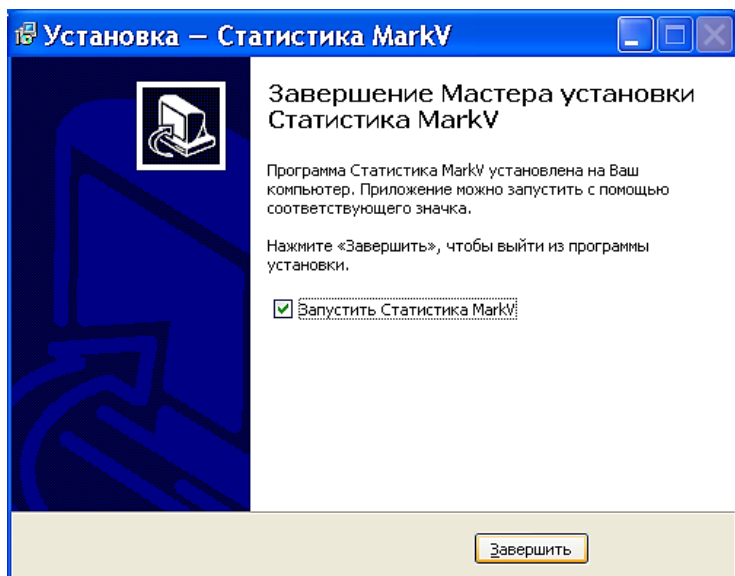 Установка — Статистика MarkV
Завершение Мастера установки
Статистика MarkV
Программа Статистика MarkV установлена на Ваш
компьютер. Приложение можно запустить с помощью
соответствующего значка.
Нажмите «Завершить», чтобы выйти из программы
установки.
Запустить Статистика MarkV
Завершить